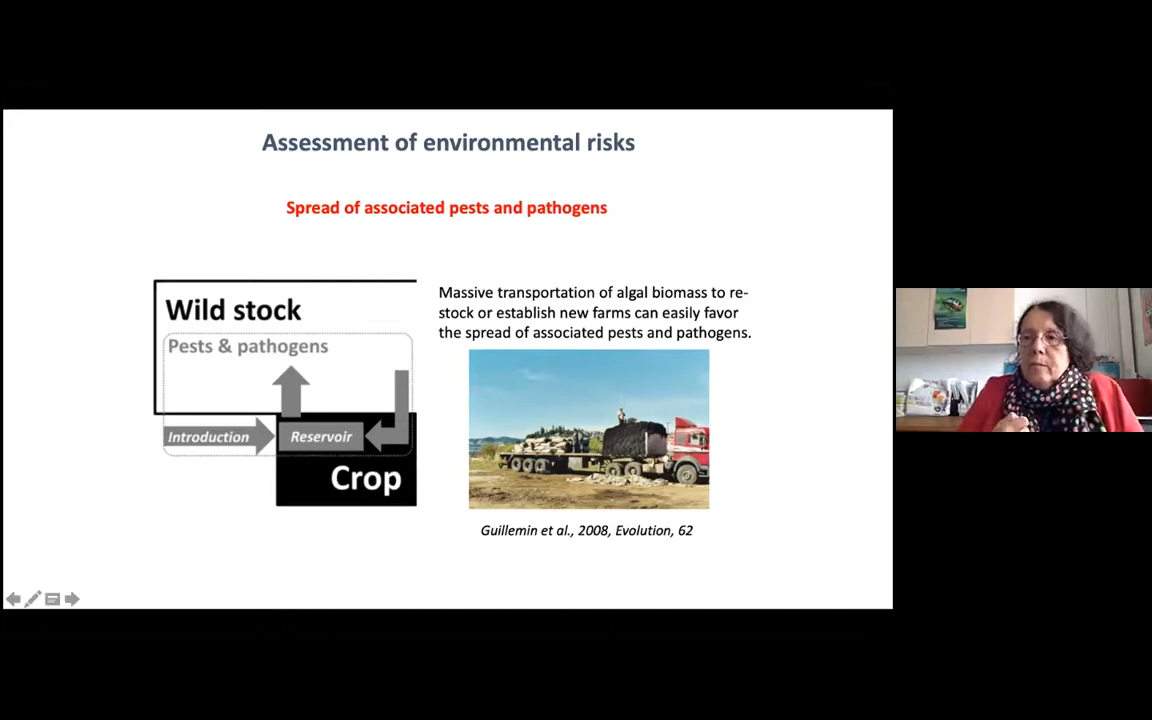 Assessment of environmental risks
Spread of associated pests and pathogens
Wild stock
Pests & pathogens
Introduction
Reservoir
Crop
Massive transportation of algal biomass to re-
stock or establish new farms can easily favor
the spread of associated pests and pathogens.
Guillemin et al., 2008, Evolution, 62